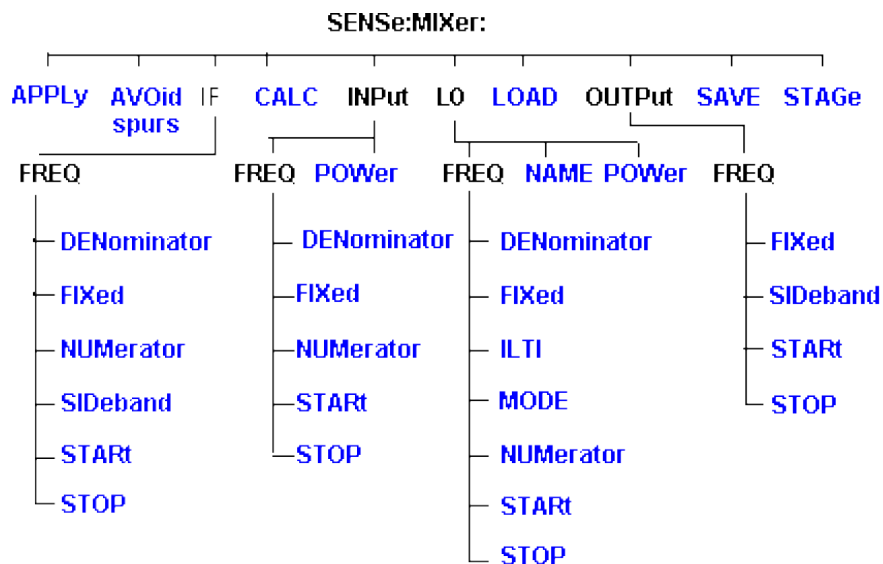 SENSe:MIXer:
APPLy AVOid IF CALC INPut LO LOAD OUTPut SAVE STAGe
spurs
FREQ FREQ POWer FREQ NAME POWer FREQ
DENominator DENominator DENominator FIXed
FIXed FIXed FIXed SIDeband
NUMerator NUMerator ILTI STARt
SIDeband STARt MODE STOP
STARt STOP NUMerator
STOP STARt
STOP